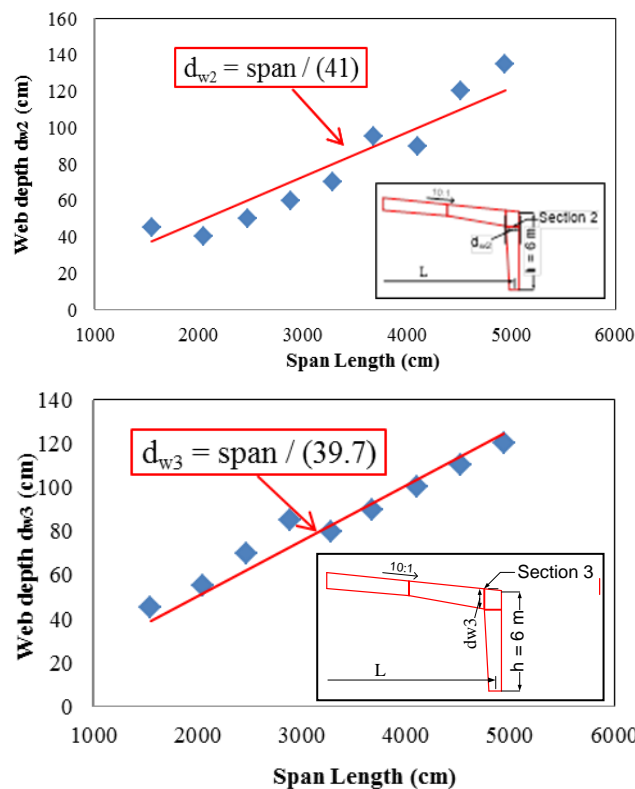 160
140
120
100
80
60
40
20
0
Web depth dw2 (cm)
dw2 = span / (41)
10:1
Section 2
dw2
h = 6 m
L
1000 2000 3000 4000 5000 6000
Span Length (cm)
140
120
100
80
60
40
20
0
Web depth dw3 (cm)
dw3 = span / (39.7)
10:1
Section 3
dw3
h = 6 m
L
1000 2000 3000 4000 5000 6000
Span Length (cm)